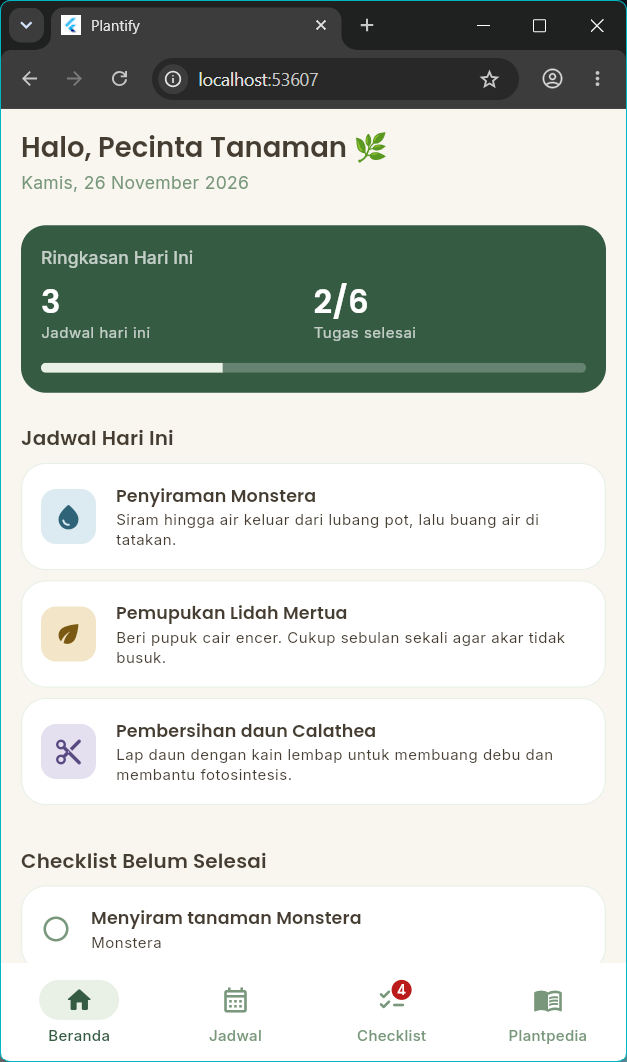 Plantify
localhost:53607
Halo, Pecinta Tanaman 🌿
Kamis, 26 November 2026
Ringkasan Hari Ini
3
Jadwal hari ini
2/6
Tugas selesai
Jadwal Hari Ini
Penyiraman Monstera
Siram hingga air keluar dari lubang pot, lalu buang air di
tatakan.
Pemupukan Lidah Mertua
Beri pupuk cair encer. Cukup sebulan sekali agar akar tidak
busuk.
Pembersihan daun Calathea
Lap daun dengan kain lembap untuk membuang debu dan
membantu fotosintesis.
Checklist Belum Selesai
Menyiram tanaman Monstera
Monstera
Beranda
Jadwal
4
Checklist
Plantpedia